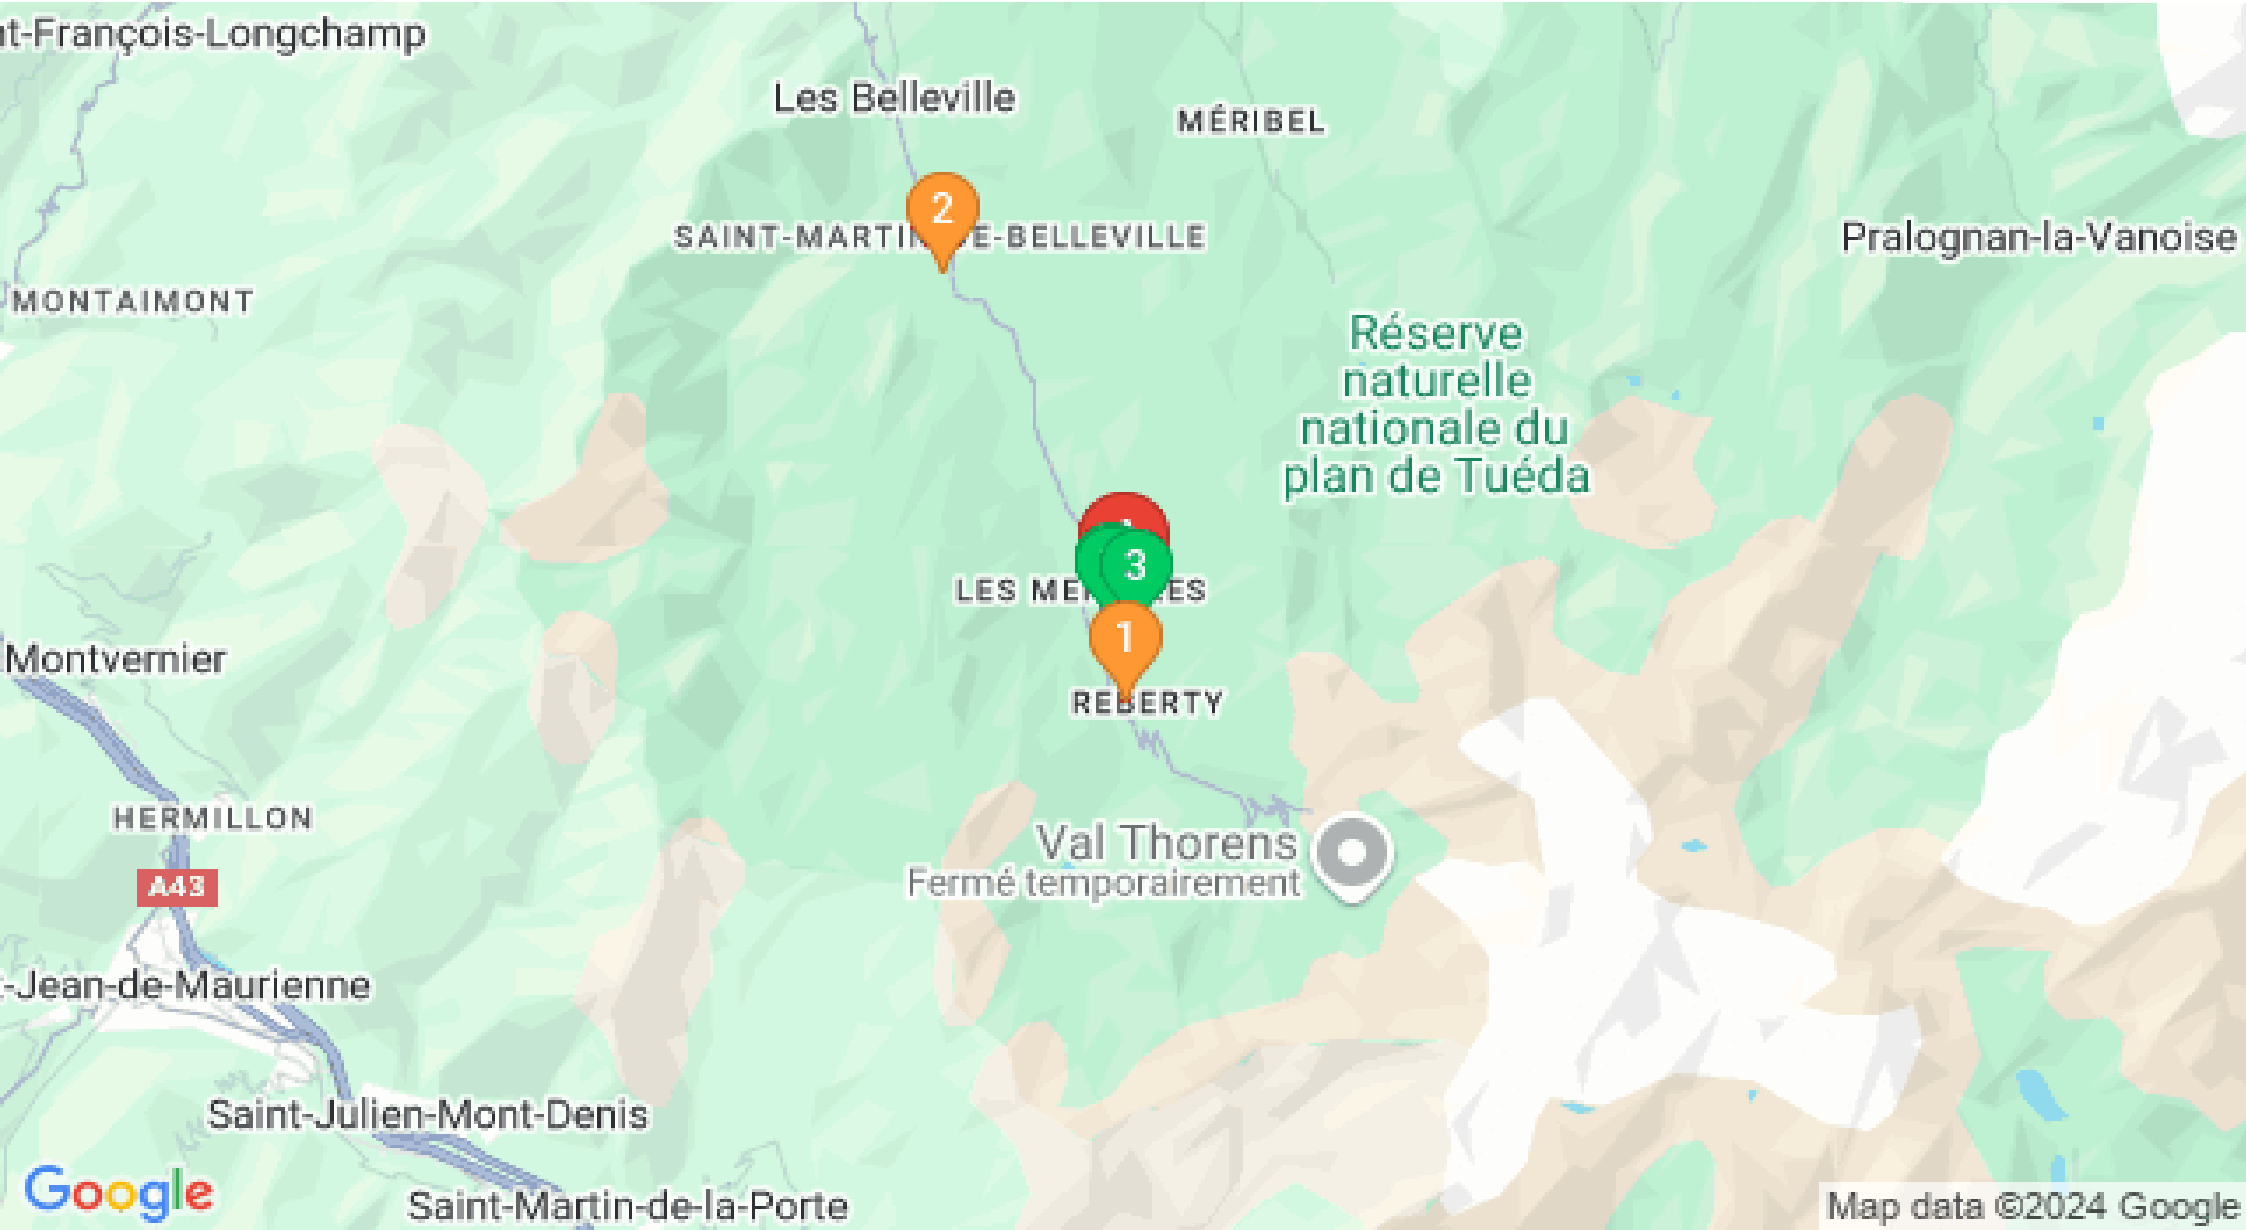 t-François-Longchamp
Les Belleville
MÉRIBEL
2
SAINT-MARTIN-DE-BELLEVILLE
Pralognan-la-Vanoise
MONTAIMONT
Réserve
naturelle
nationale du
plan de Tuéda
3
LES ME ES
1
REBERTY
Montvernier
HERMILLON
Val Thorens
Fermé temporairement
A43
-Jean-de-Maurienne
Saint-Julien-Mont-Denis
Google
Saint-Martin-de-la-Porte
Map data ©2024 Google